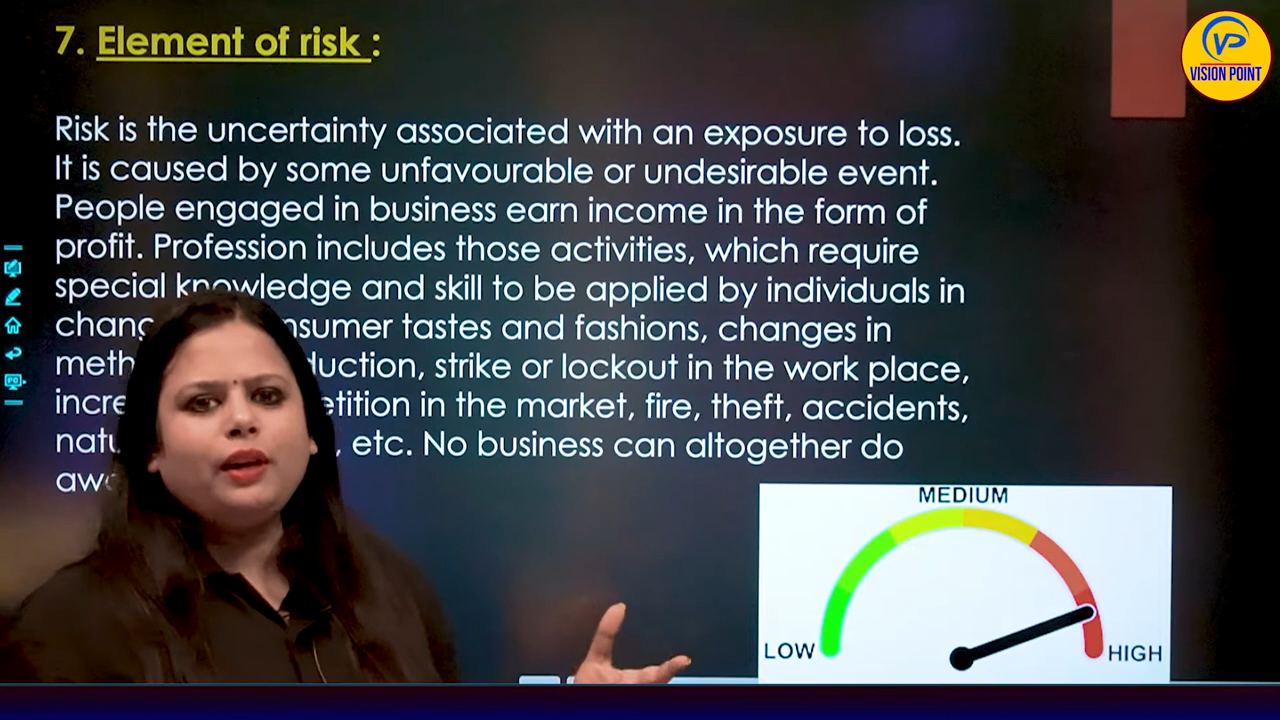 7. Element of risk :
VP
VISION POINT
Risk is the uncertainty associated with an exposure to loss.
It is caused by some unfavourable or undesirable event.
People engaged in business earn income in the form of
profit. Profession includes those activities, which require
special knowledge and skill to be applied by individuals in
tastes and fashions, changes in
strike or lockout in the work place,
in the market, fire, theft, accidents,
, etc. No business can altogether do
MEDIUM
LOW
HIGH